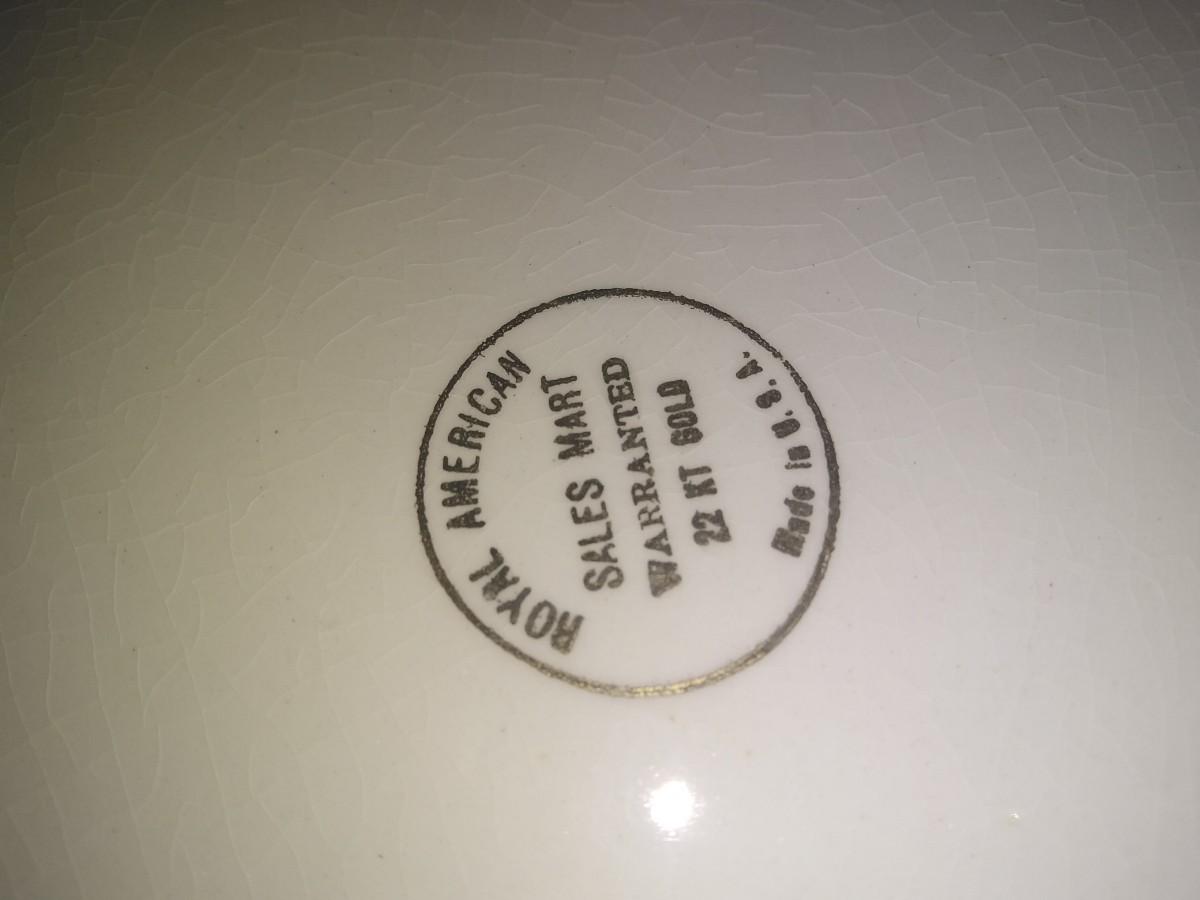 ROYAL AMERICAN
SALES MART
WARRANTED
22 KT GOLD
Made in U.S.A.